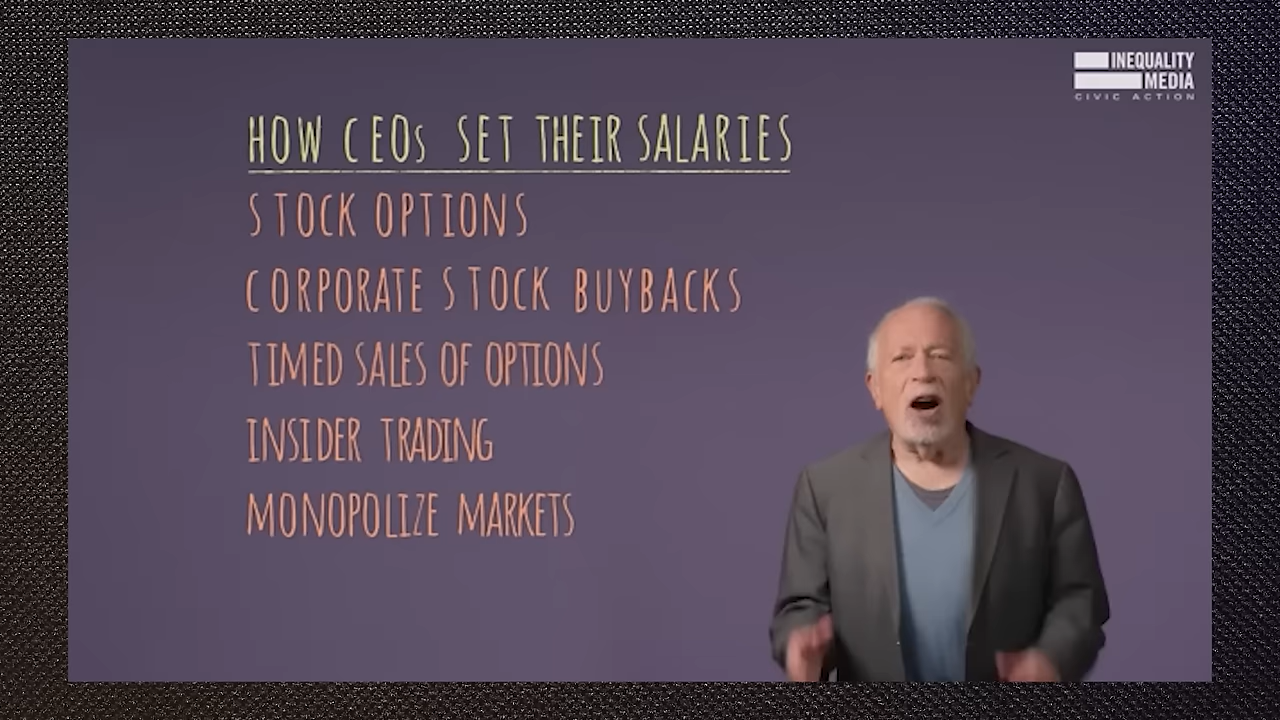 INEQUALITY
MEDIA
CIVIC ACTION
HOW CEOs SET THEIR SALARIES
STOCK OPTIONS
CORPORATE STOCK BUYBACKS
TIMED SALES OF OPTIONS
INSIDER TRADING
MONOPOLIZE MARKETS